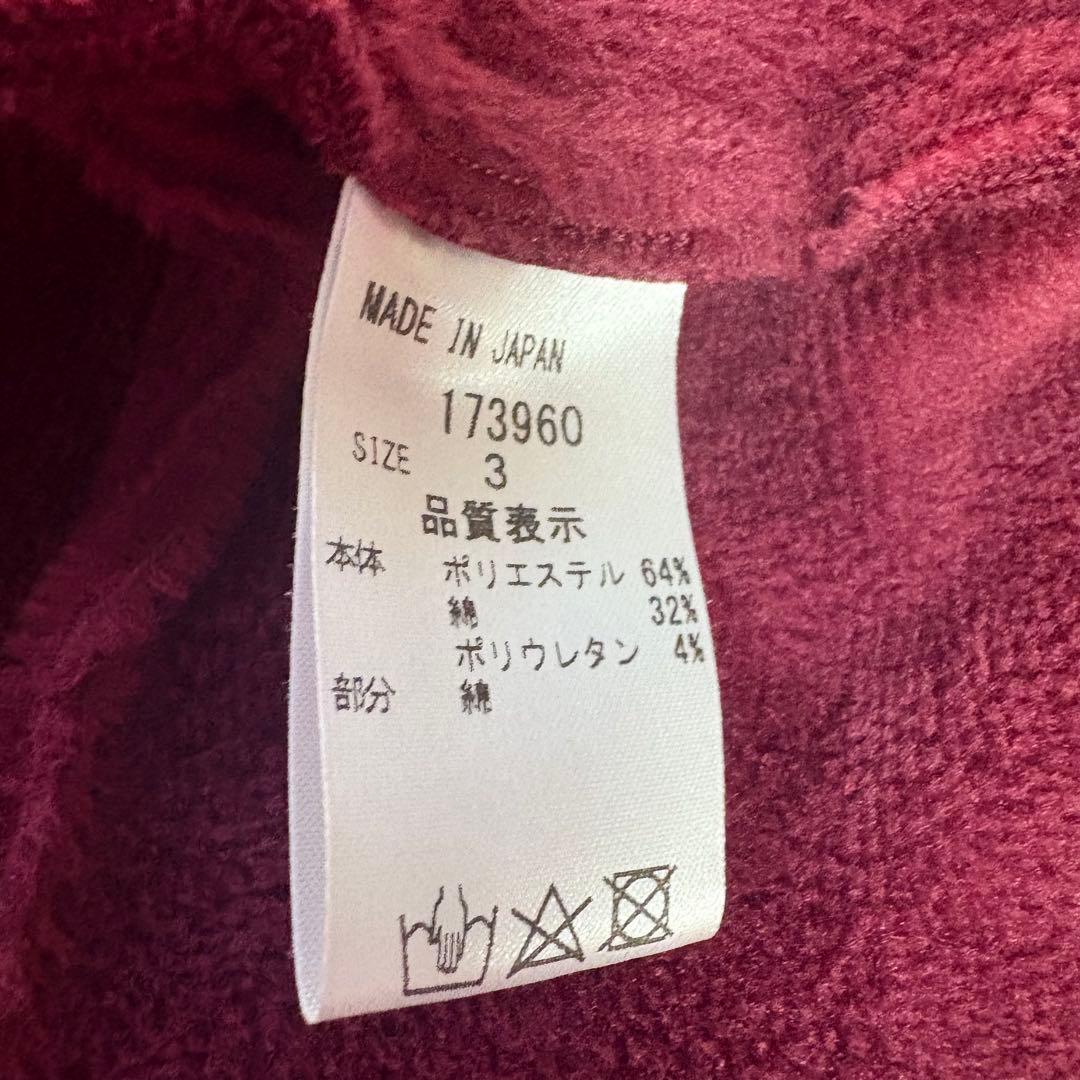 MADE IN JAPAN
173960
SIZE 3
品質表示
本体 ポリエステル 64%
綿 32%
ポリウレタン 4%
部分 綿